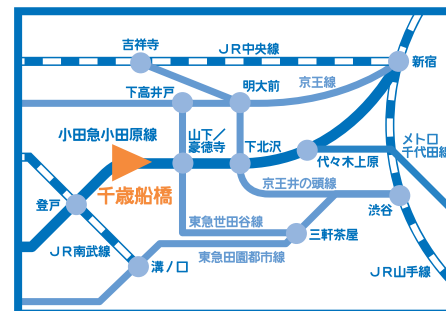 吉祥寺
JR中央線
新宿
下高井戸
明大前
京王線
小田急小田原線
山下／
豪徳寺
下北沢
代々木上原
メトロ
千代田線
千歳船橋
京王井の頭線
登戸
東急世田谷線
渋谷
三軒茶屋
JR南武線
東急田園都市線
溝ノ口
JR山手線